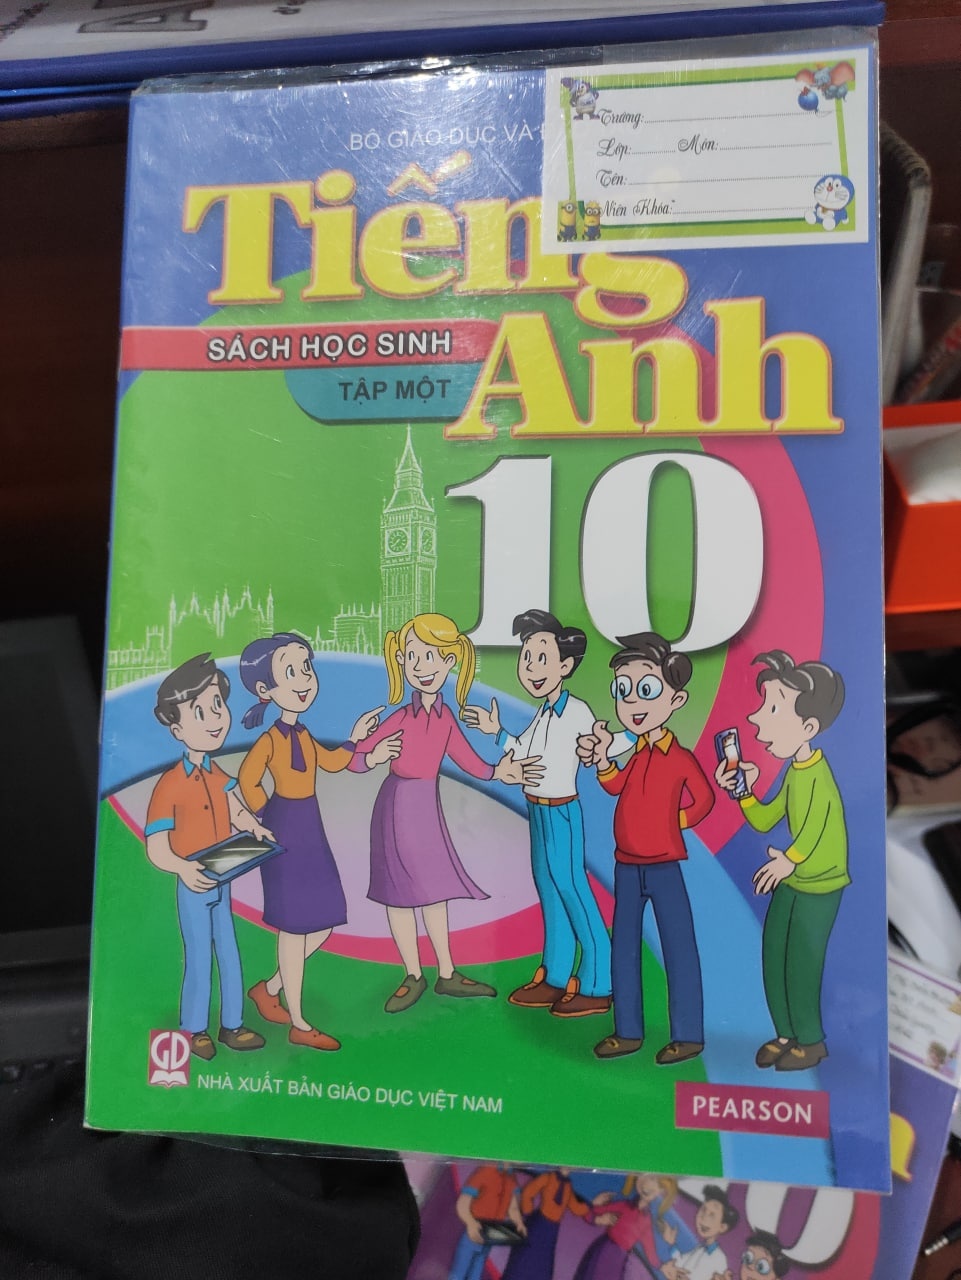 BỘ GIÁO DỤC VÀ
Trường:
Lớp: Môn:
Tên:
Niên Khóa:
Tiếng
SÁCH HỌC SINH
TẬP MỘT
Anh
10
GD
NHÀ XUẤT BẢN GIÁO DỤC VIỆT NAM
PEARSON